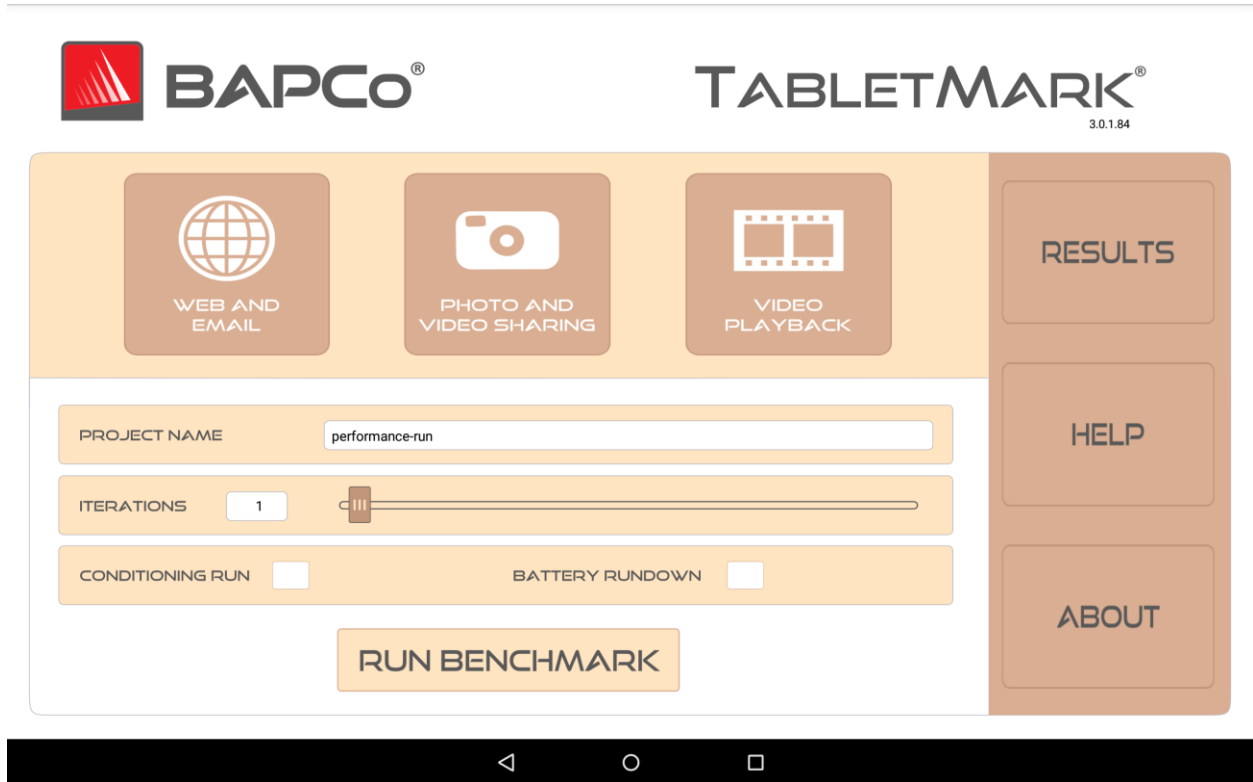 BAPCo®
TABLETMARK®
3.0.1.84
WEB AND
EMAIL
PHOTO AND
VIDEO SHARING
VIDEO
PLAYBACK
RESULTS
PROJECT NAME
performance-run
HELP
ITERATIONS
1
CONDITIONING RUN
BATTERY RUNDOWN
ABOUT
RUN BENCHMARK